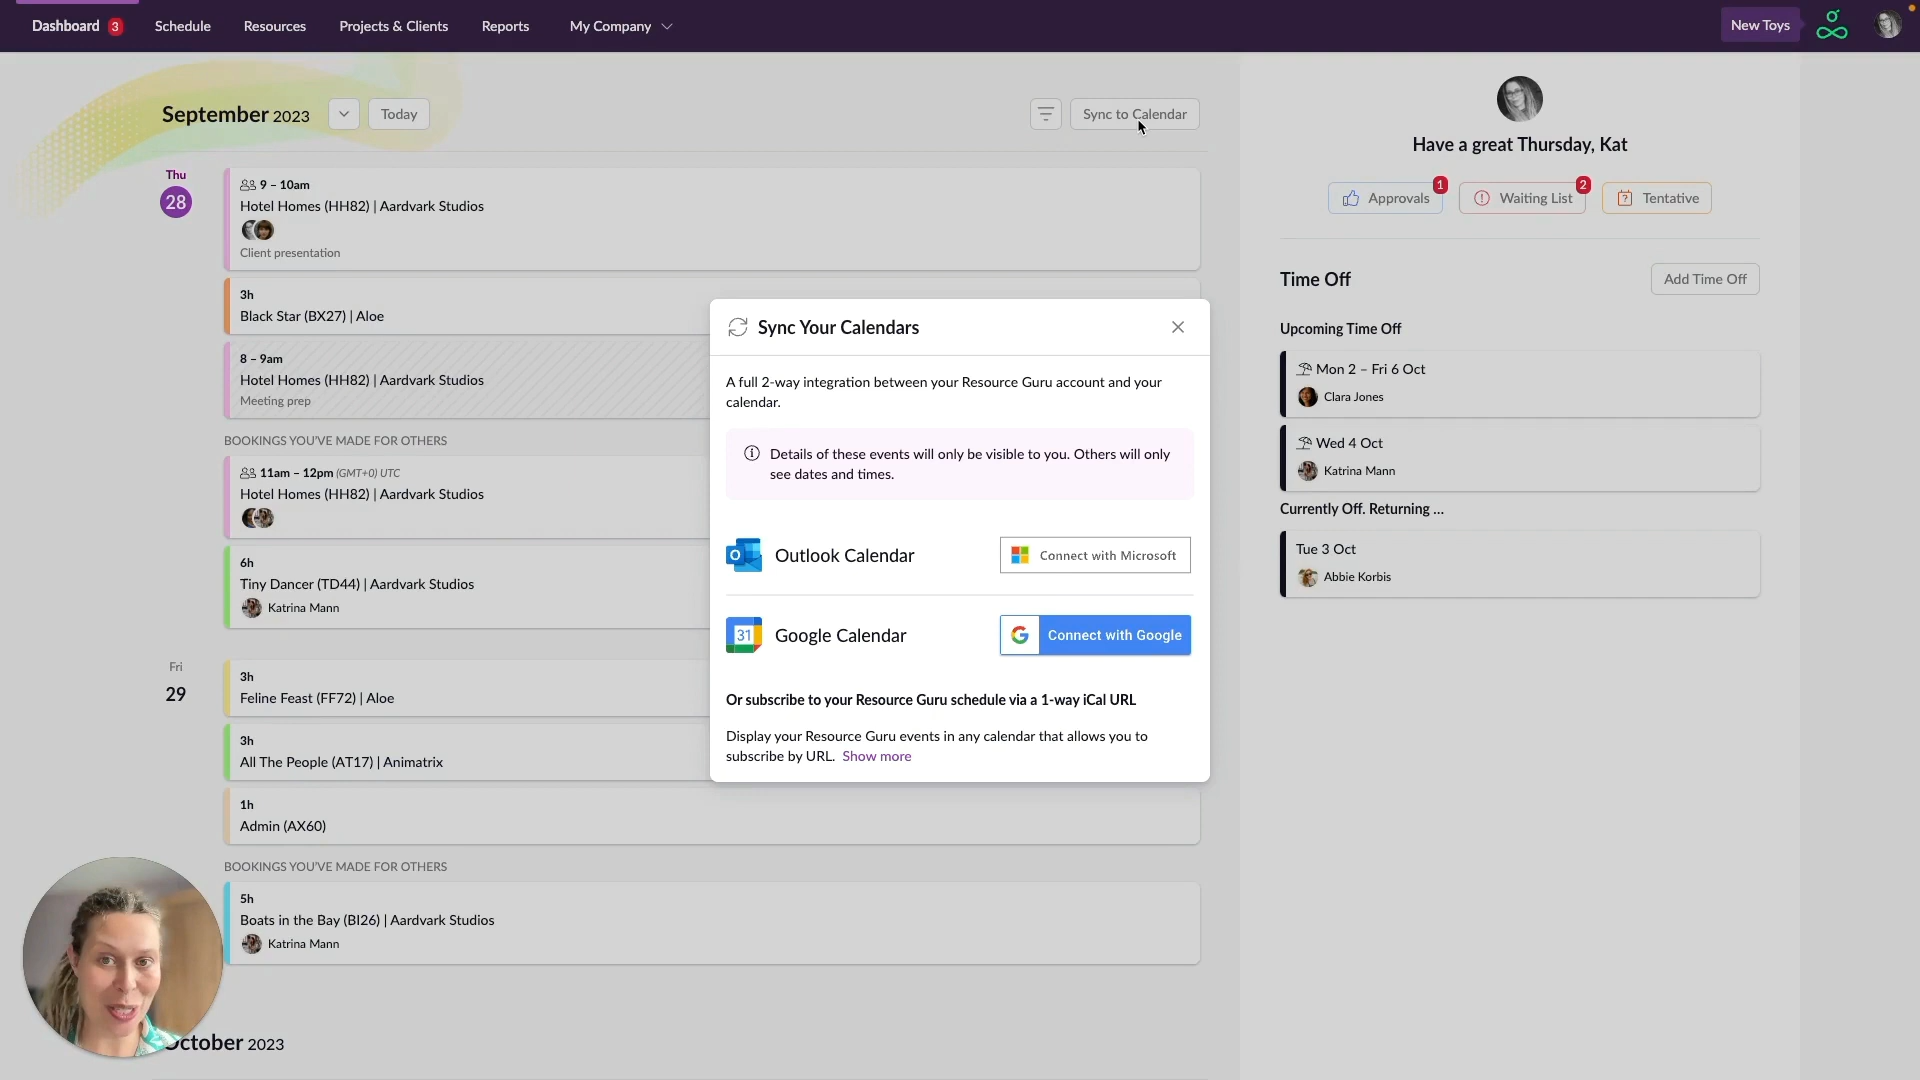 Dashboard 3
Schedule
Resources
Projects & Clients
Reports
My Company
New Toys
September 2023
Today
Sync to Calendar
Thu
28
9 – 10am
Hotel Homes (HH82) | Aardvark Studios
Client presentation
3h
Black Star (BX27) | Aloe
8 – 9am
Hotel Homes (HH82) | Aardvark Studios
Meeting prep
BOOKINGS YOU'VE MADE FOR OTHERS
11am – 12pm (GMT+0) UTC
Hotel Homes (HH82) | Aardvark Studios
6h
Tiny Dancer (TD44) | Aardvark Studios
Katrina Mann
Fri
29
3h
Feline Feast (FF72) | Aloe
3h
All The People (AT17) | Animatrix
1h
Admin (AX60)
BOOKINGS YOU'VE MADE FOR OTHERS
5h
Boats in the Bay (BI26) | Aardvark Studios
Katrina Mann
October 2023
Sync Your Calendars
A full 2-way integration between your Resource Guru account and your
calendar.
Details of these events will only be visible to you. Others will only
see dates and times.
Outlook Calendar
Connect with Microsoft
31
Google Calendar
Connect with Google
Or subscribe to your Resource Guru schedule via a 1-way iCal URL
Display your Resource Guru events in any calendar that allows you to
subscribe by URL. Show more
Have a great Thursday, Kat
Approvals 1
Waiting List 2
Tentative
Time Off
Add Time Off
Upcoming Time Off
Mon 2 – Fri 6 Oct
Clara Jones
Wed 4 Oct
Katrina Mann
Currently Off. Returning ...
Tue 3 Oct
Abbie Korbis